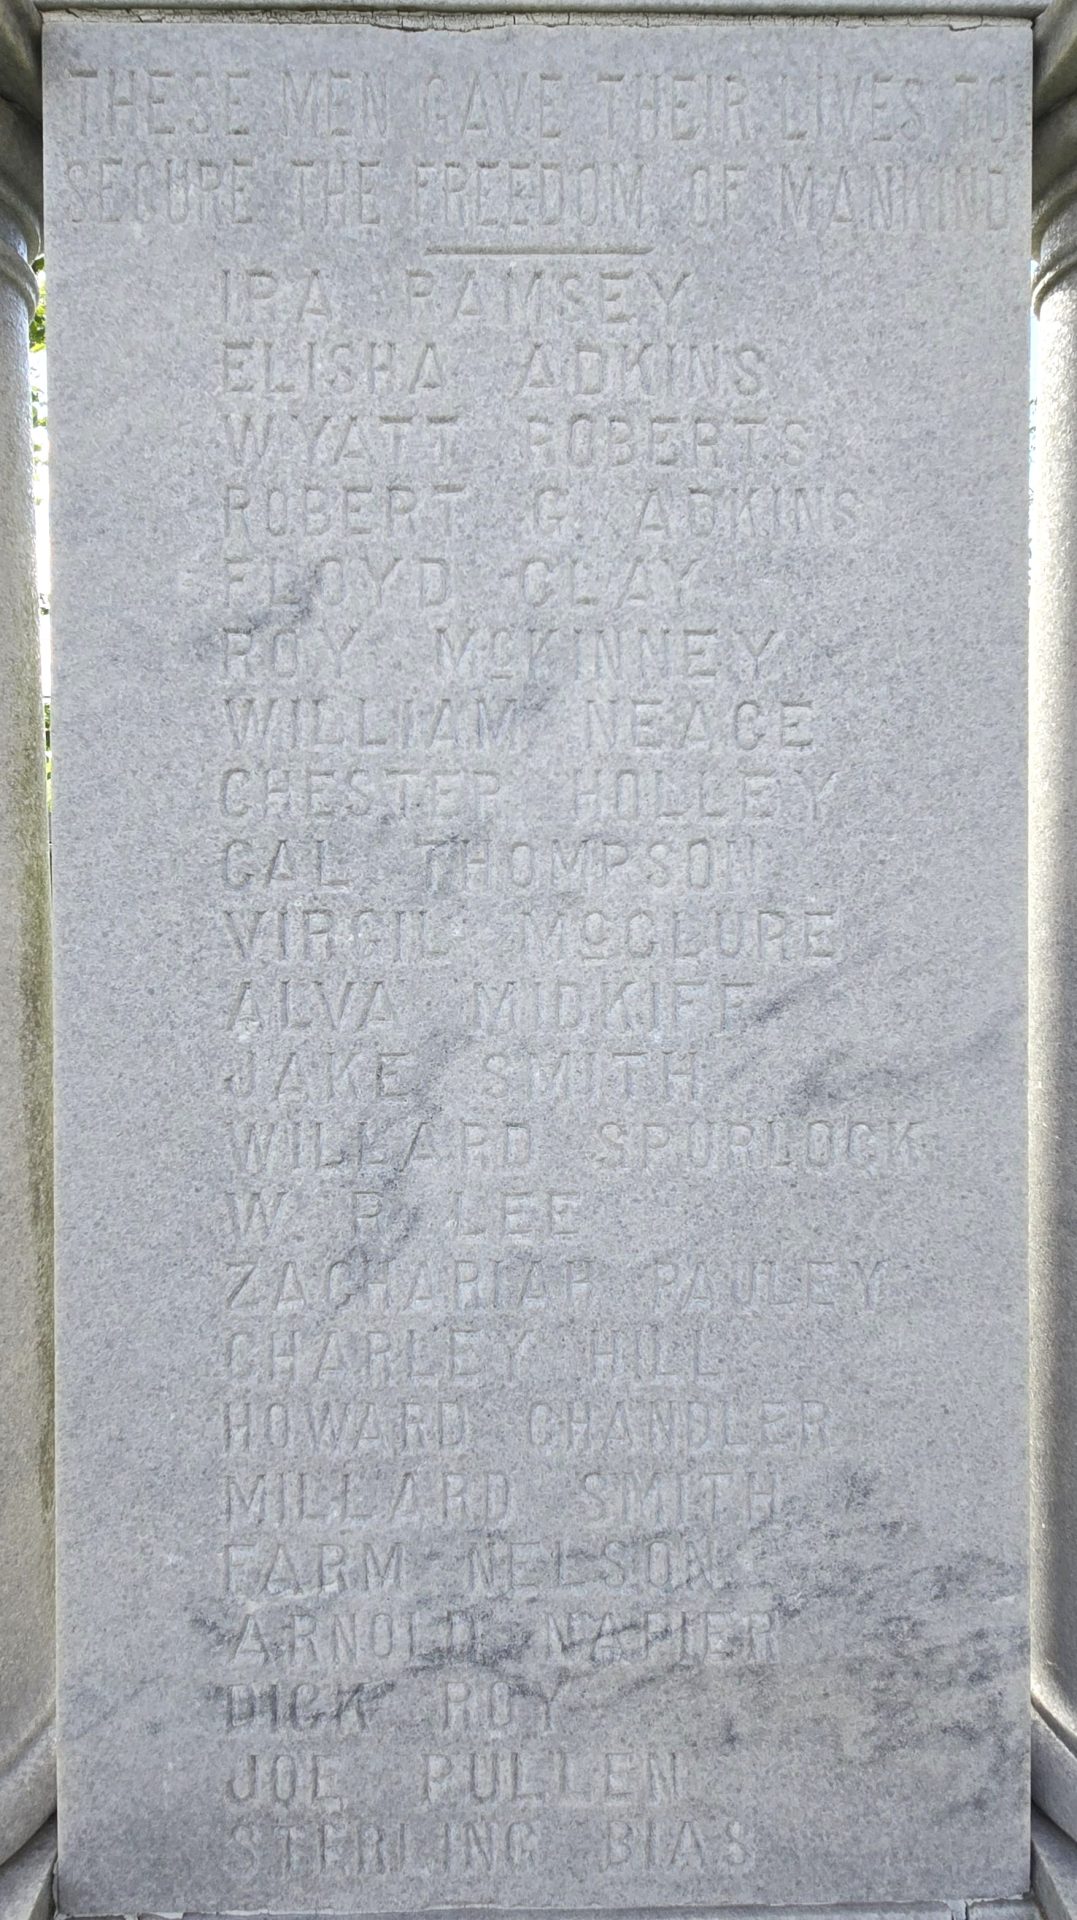 THESE MEN GAVE THEIR LIVES TO
SECURE THE FREEDOM OF MANKIND
IRA RAMSEY
ELISHA ADKINS
WYATT ROBERTS
ROBERT G. ADKINS
FLOYD CLAY
ROY McKINNEY
WILLIAM NEACE
CHESTER HOLLEY
CAL THOMPSON
VIRGIL McCLURE
ALVA MIDKIFF
JAKE SMITH
WILLARD SPURLOCK
W. R. LEE
ZACHARIAH PAULEY
CHARLEY HILL
HOWARD CHANDLER
MILLARD SMITH
FARM NELSON
ARNOLD NAPIER
DICK ROY
JOE PULLEN
STERLING BIAS